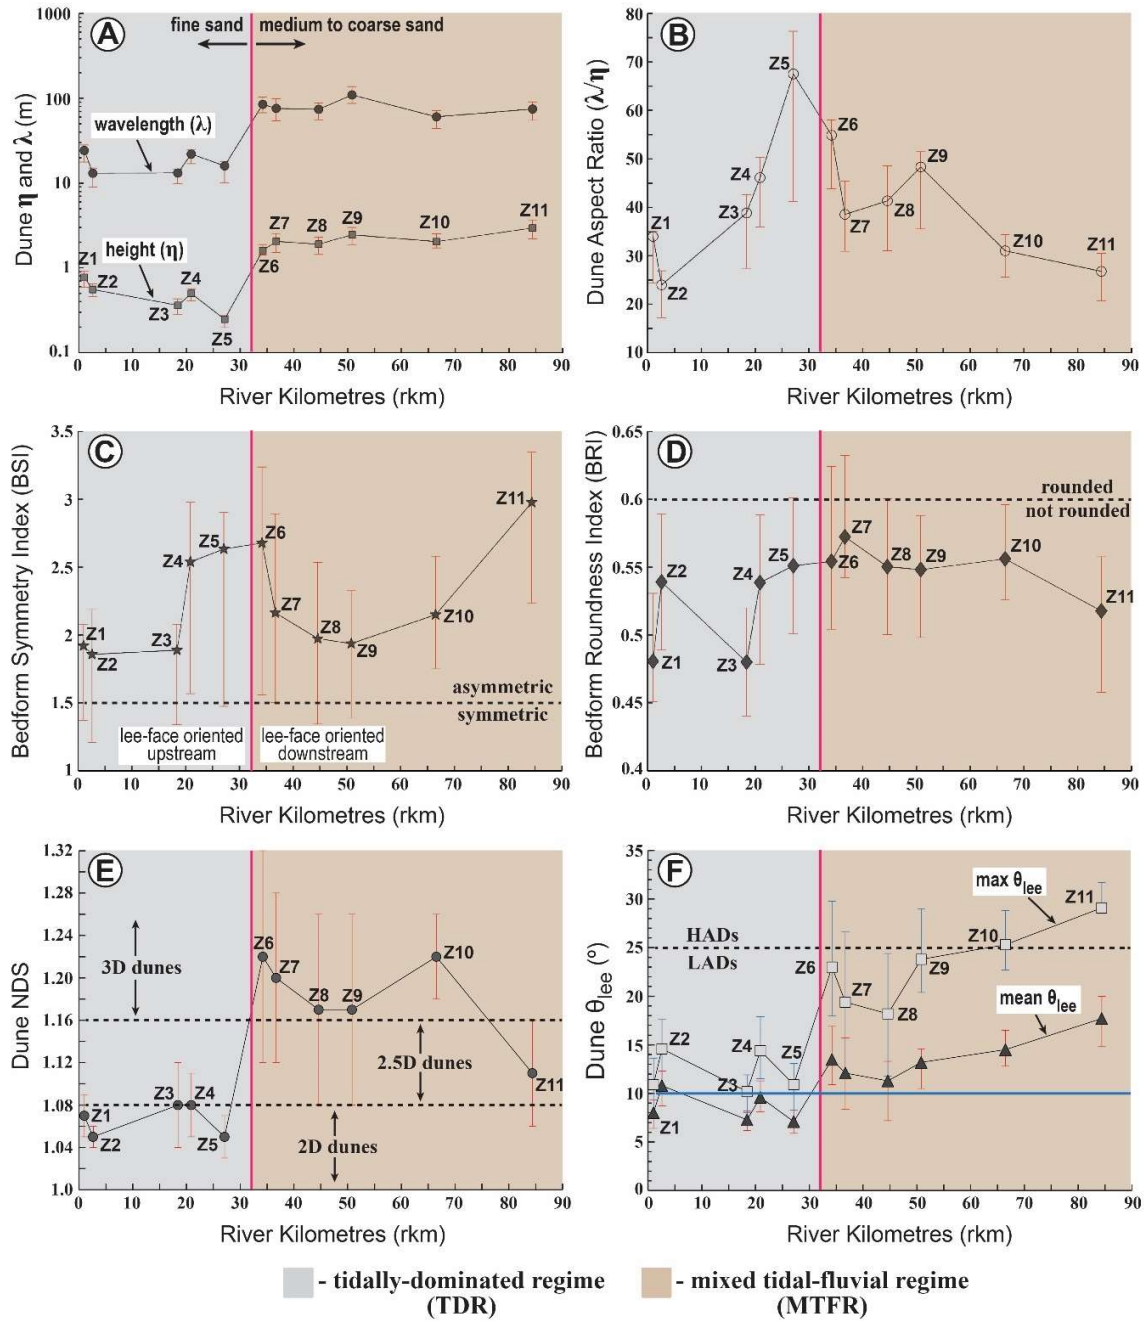 A
fine sand
medium to coarse sand
wavelength (λ)
height (η)
Z1
Z2
Z3
Z4
Z5
Z6
Z7
Z8
Z9
Z10
Z11
Dune η and λ (m)
1000
100
10
1
0.1
0 10 20 30 40 50 60 70 80 90
River Kilometres (rkm)
B
Z1
Z2
Z3
Z4
Z5
Z6
Z7
Z8
Z9
Z10
Z11
Dune Aspect Ratio (λ/η)
80
70
60
50
40
30
20
10
0 10 20 30 40 50 60 70 80 90
River Kilometres (rkm)
C
Z1
Z2
Z3
Z4
Z5
Z6
Z7
Z8
Z9
Z10
Z11
asymmetric
symmetric
lee-face oriented
upstream
lee-face oriented
downstream
Bedform Symmetry Index (BSI)
3.5
3
2.5
2
1.5
1
0 10 20 30 40 50 60 70 80 90
River Kilometres (rkm)
D
rounded
not rounded
Z1
Z2
Z3
Z4
Z5
Z6
Z7
Z8
Z9
Z10
Z11
Bedform Roundness Index (BRI)
0.65
0.6
0.55
0.5
0.45
0.4
0 10 20 30 40 50 60 70 80 90
River Kilometres (rkm)
E
3D dunes
2.5D dunes
2D dunes
Z1
Z2
Z3
Z4
Z5
Z6
Z7
Z8
Z9
Z10
Z11
Dune NDS
1.32
1.28
1.24
1.20
1.16
1.12
1.08
1.04
1.0
0 10 20 30 40 50 60 70 80 90
River Kilometres (rkm)
F
max θlee
HADs
LADs
mean θlee
Z1
Z2
Z3
Z4
Z5
Z6
Z7
Z8
Z9
Z10
Z11
Dune θlee (º)
35
30
25
20
15
10
5
0
0 10 20 30 40 50 60 70 80 90
River Kilometres (rkm)
- tidally-dominated regime
(TDR)
- mixed tidal-fluvial regime
(MTFR)